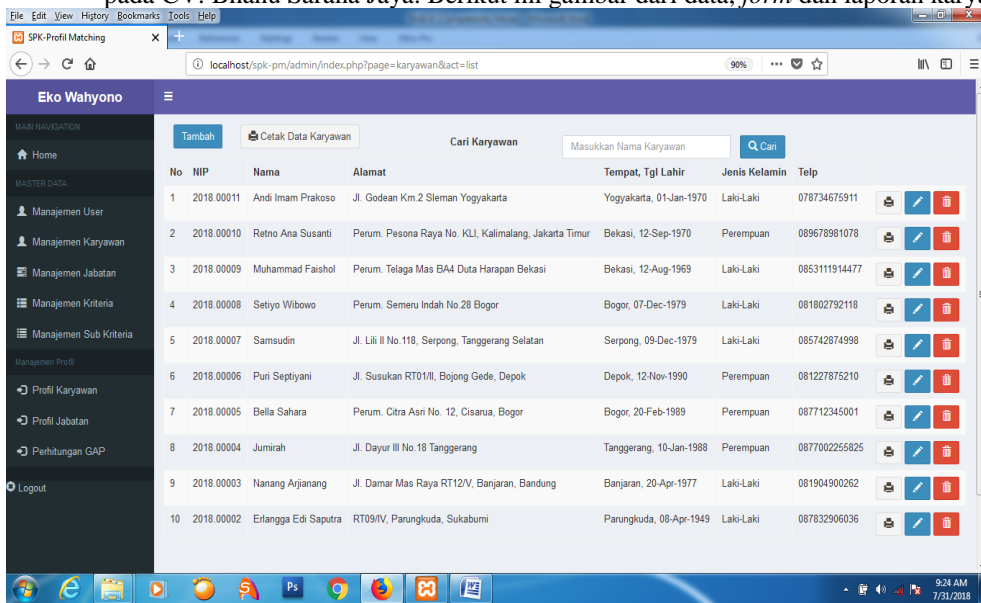 pada CV. Bhanu Sarana Jaya. Berikut ini gambar dari data, form dan laporan karya
File Edit View History Bookmarks Tools Help
SPK-Profil Matching
localhost/spk-pm/admin/index.php?page=karyawan&act=list 90%
Eko Wahyono
MAIN NAVIGATION
Home
MASTER DATA
Manajemen User
Manajemen Karyawan
Manajemen Jabatan
Manajemen Kriteria
Manajemen Sub Kriteria
Manajemen Profil
Profil Karyawan
Profil Jabatan
Perhitungan GAP
Logout
Tambah Cetak Data Karyawan Cari Karyawan Masukkan Nama Karyawan Cari
No NIP Nama Alamat Tempat, Tgl Lahir Jenis Kelamin Telp
1 2018.00011 Andi Imam Prakoso Jl. Godean Km.2 Sleman Yogyakarta Yogyakarta, 01-Jan-1970 Laki-Laki 078734675911
2 2018.00010 Retno Ana Susanti Perum. Pesona Raya No. KLI, Kalimalang, Jakarta Timur Bekasi, 12-Sep-1970 Perempuan 089678981078
3 2018.00009 Muhammad Faishol Perum. Telaga Mas BA4 Duta Harapan Bekasi Bekasi, 12-Aug-1969 Laki-Laki 0853111914477
4 2018.00008 Setiyo Wibowo Perum. Semeru Indah No.28 Bogor Bogor, 07-Dec-1979 Laki-Laki 081802792118
5 2018.00007 Samsudin Jl. Lili II No.118, Serpong, Tanggerang Selatan Serpong, 09-Dec-1979 Laki-Laki 085742874998
6 2018.00006 Puri Septiyani Jl. Susukan RT01/II, Bojong Gede, Depok Depok, 12-Nov-1990 Perempuan 081227875210
7 2018.00005 Bella Sahara Perum. Citra Asri No. 12, Cisarua, Bogor Bogor, 20-Feb-1989 Perempuan 087712345001
8 2018.00004 Jumirah Jl. Dayur III No.18 Tanggerang Tanggerang, 10-Jan-1988 Perempuan 0877002255825
9 2018.00003 Nanang Arjianang Jl. Damar Mas Raya RT12/V, Banjaran, Bandung Banjaran, 20-Apr-1977 Laki-Laki 081904900262
10 2018.00002 Erlangga Edi Saputra RT09/IV, Parungkuda, Sukabumi Parungkuda, 08-Apr-1949 Laki-Laki 087832906036
Ps
9:24 AM
7/31/2018